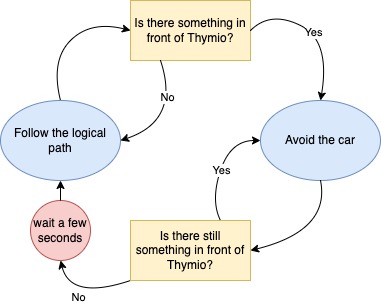 Is there something in
front of Thymio?
Yes
No
Follow the logical
path
Avoid the car
Yes
wait a few
seconds
Is there still
something in front of
Thymio?
No